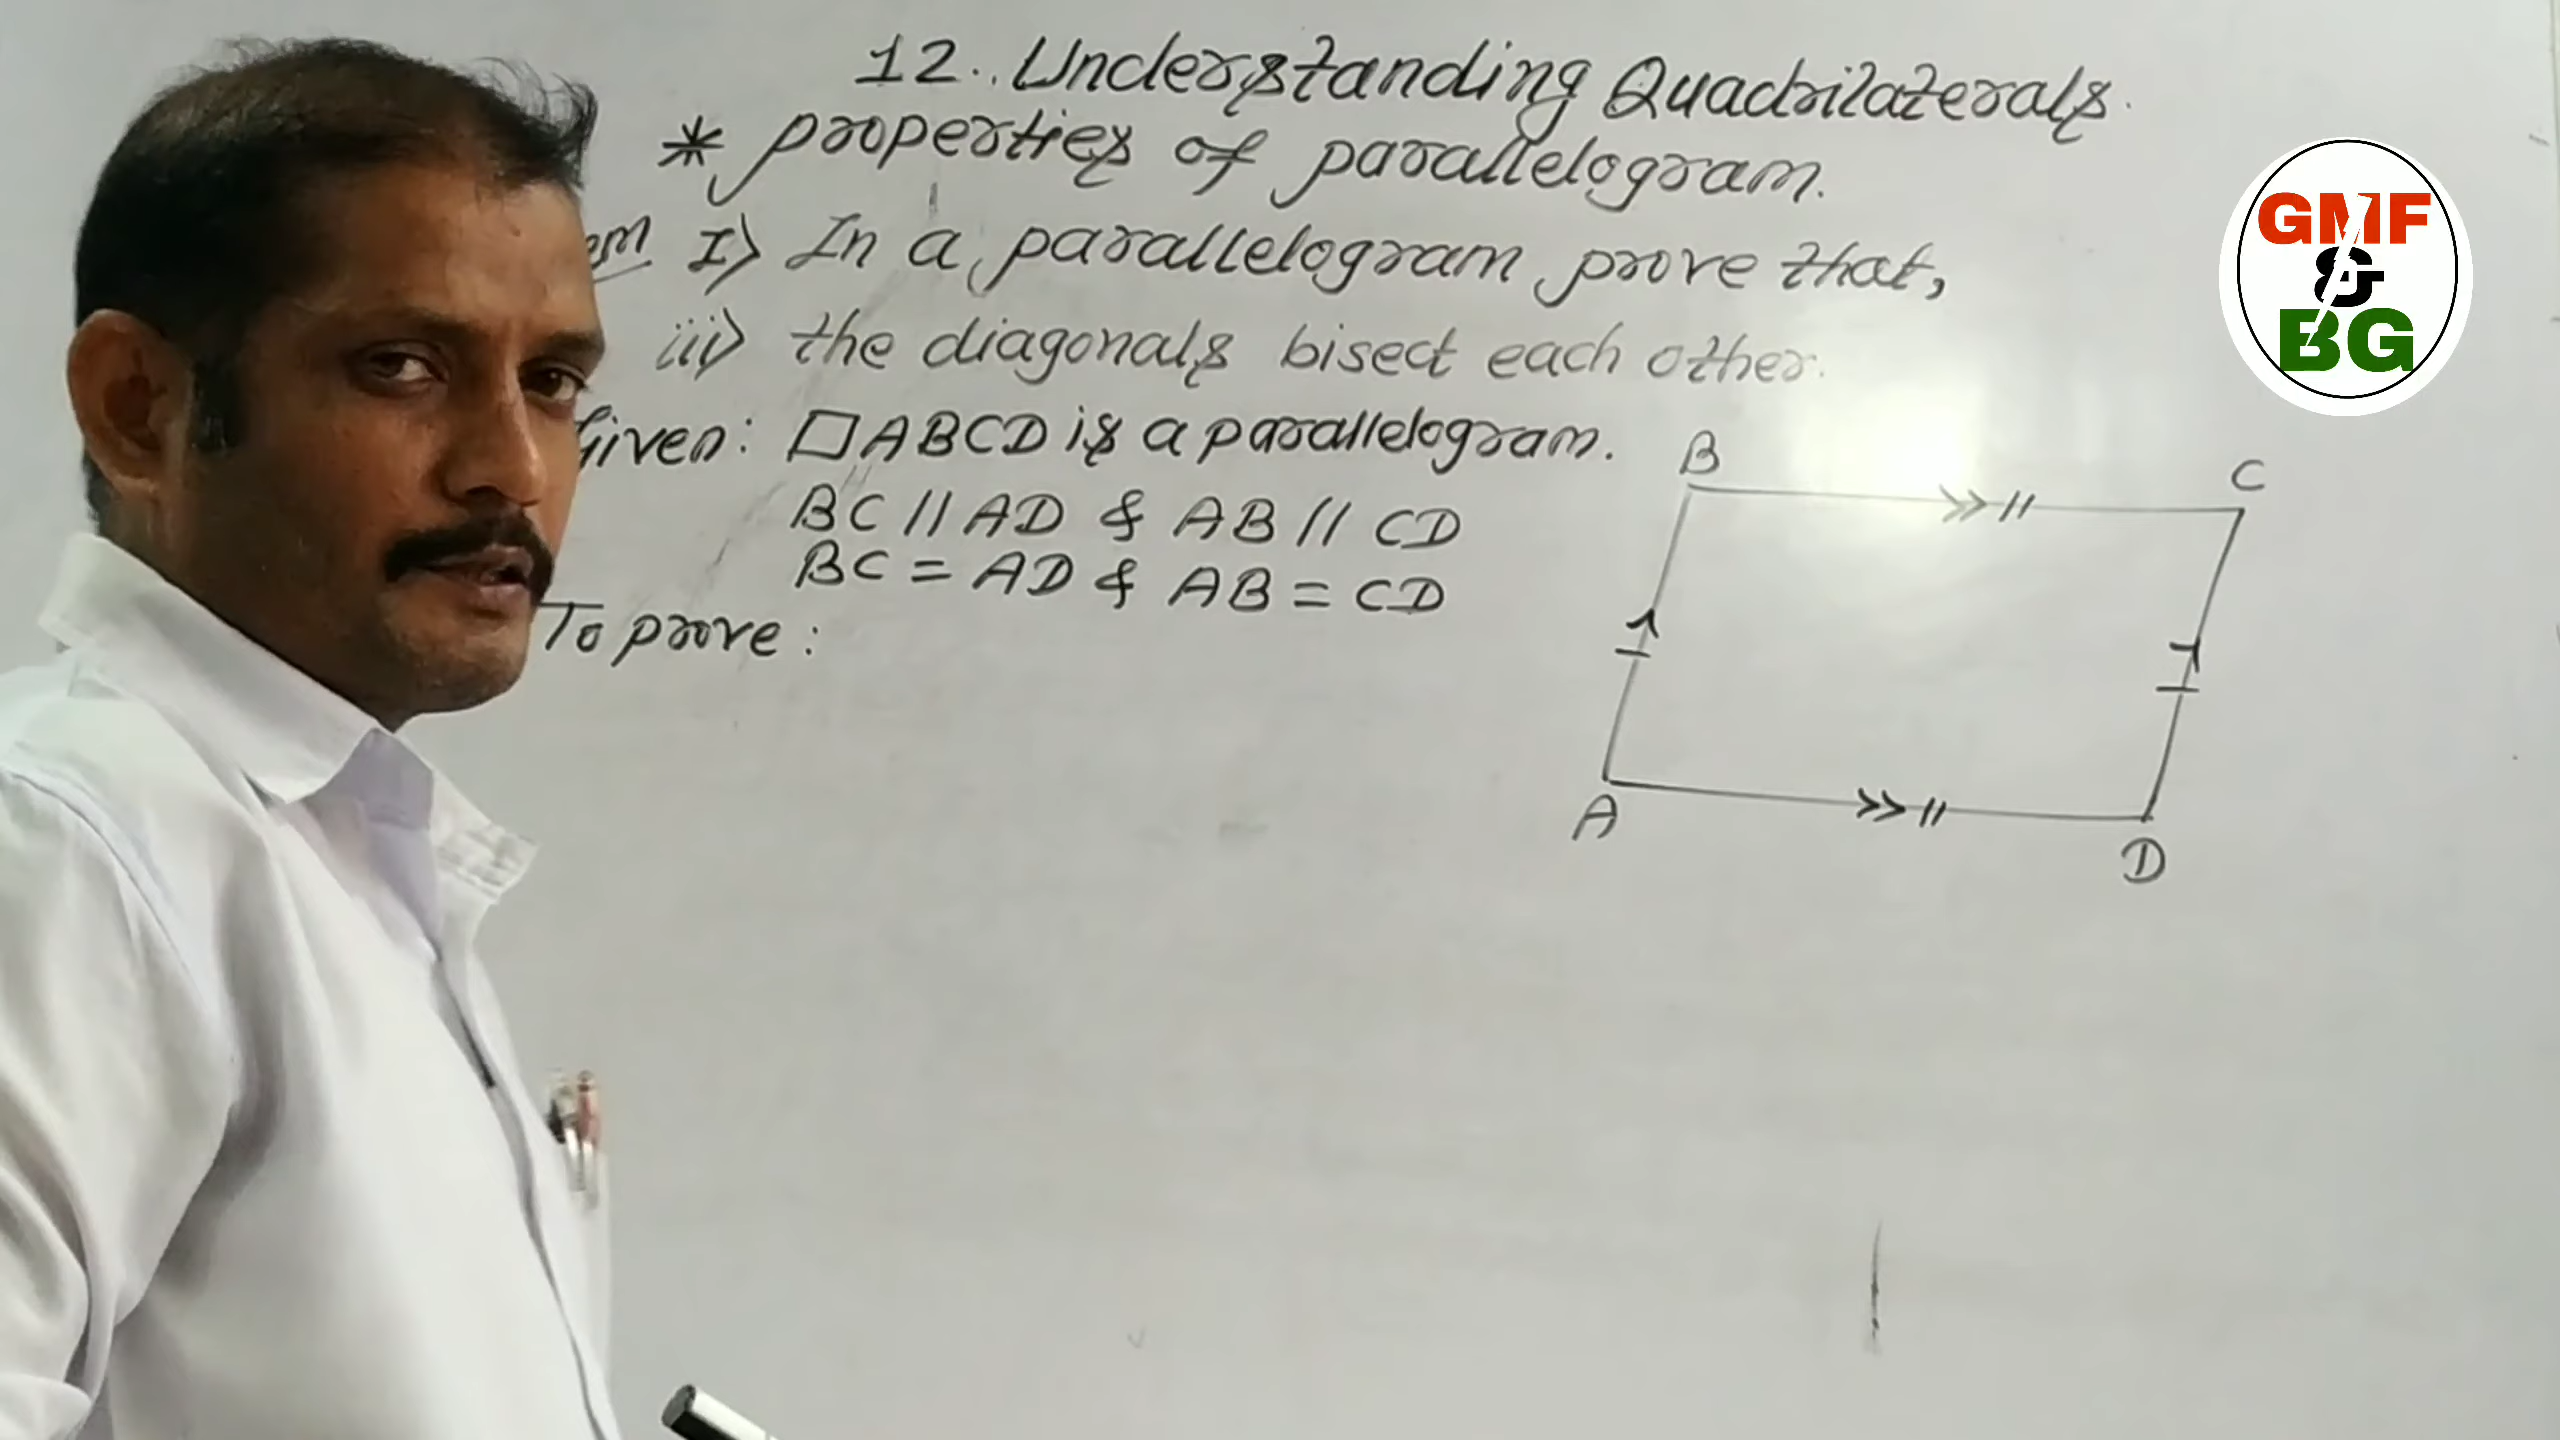 12. Understanding Quadrilaterals.
* properties of parallelogram.
I) In a parallelogram prove that,
iii) the diagonals bisect each other.
Given: ▱ABCD is a parallelogram.
BC // AD & AB // CD
BC = AD & AB = CD
To prove:
B
C
A
D
GMF
&
BG